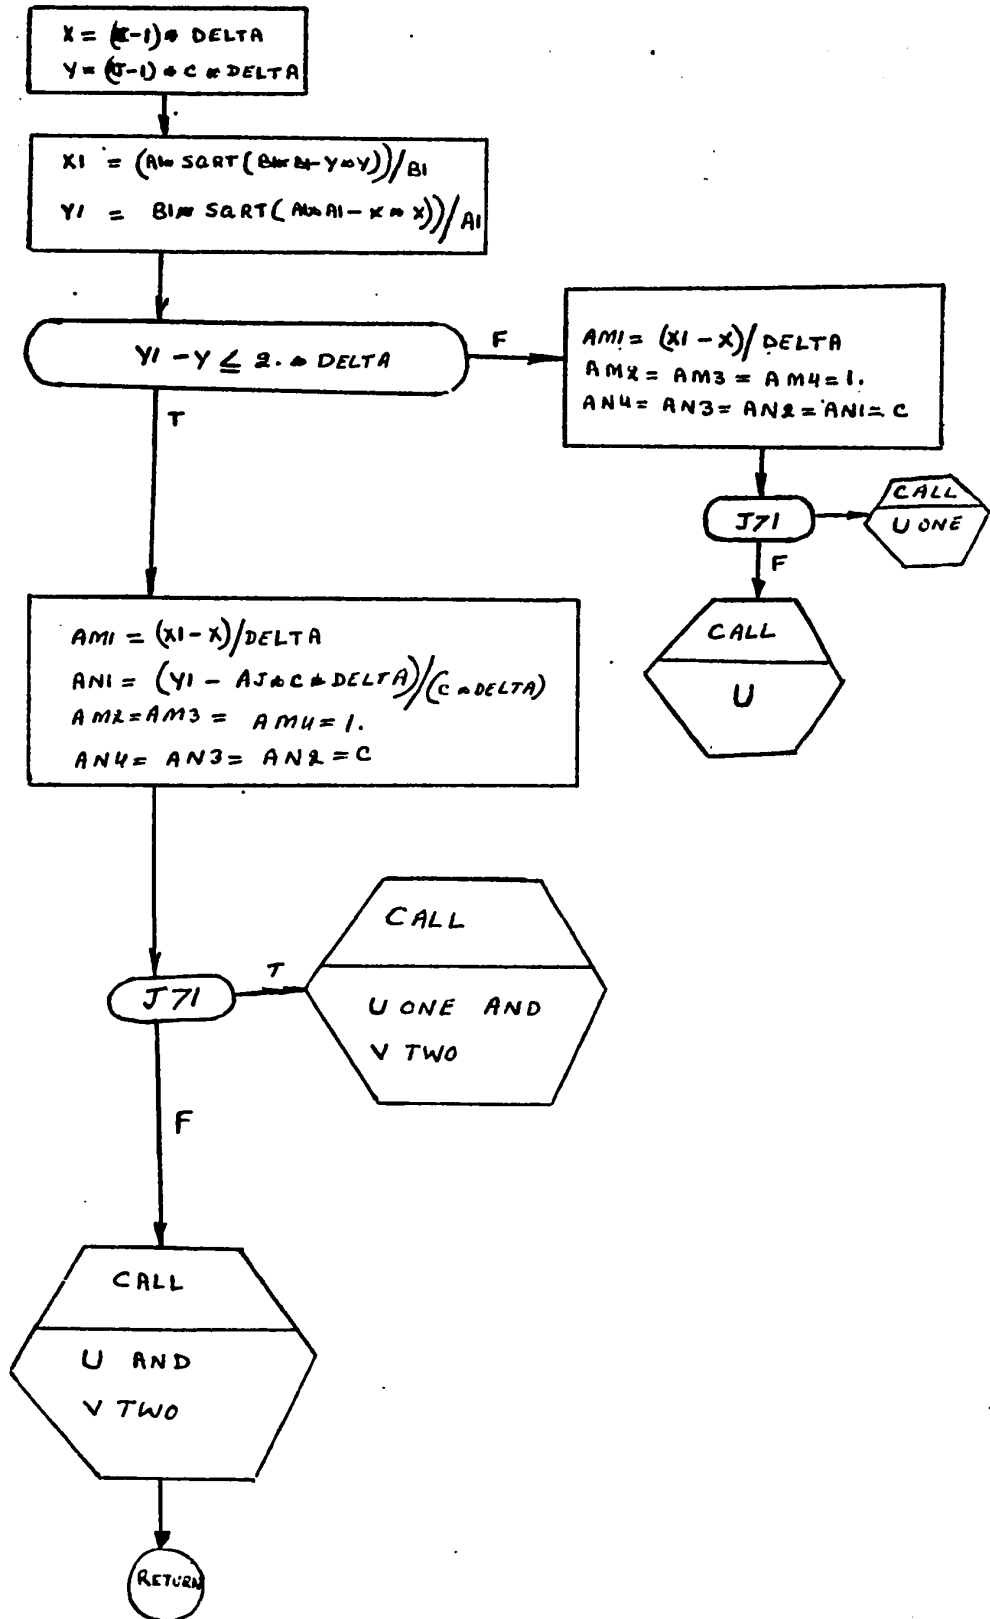 X = (I-1) * DELTA
Y = (J-1) * C * DELTA
X1 = (A1* SQRT (B1* B1 - Y * Y)) / B1
Y1 = B1* SQRT ( A1* A1 - X * X)) / A1
Y1 - Y ≤ 2. * DELTA
F
AM1 = (X1 - X) / DELTA
AM2 = AM3 = AM4 = 1.
AN4 = AN3 = AN2 = AN1 = C
T
J71
CALL
U ONE
F
CALL
U
AM1 = (X1 - X) / DELTA
AN1 = (Y1 - AJ * C * DELTA) / (C * DELTA)
AM2 = AM3 = AM4 = 1.
AN4 = AN3 = AN2 = C
CALL
J71
T
U ONE AND
V TWO
F
CALL
U AND
V TWO
RETURN